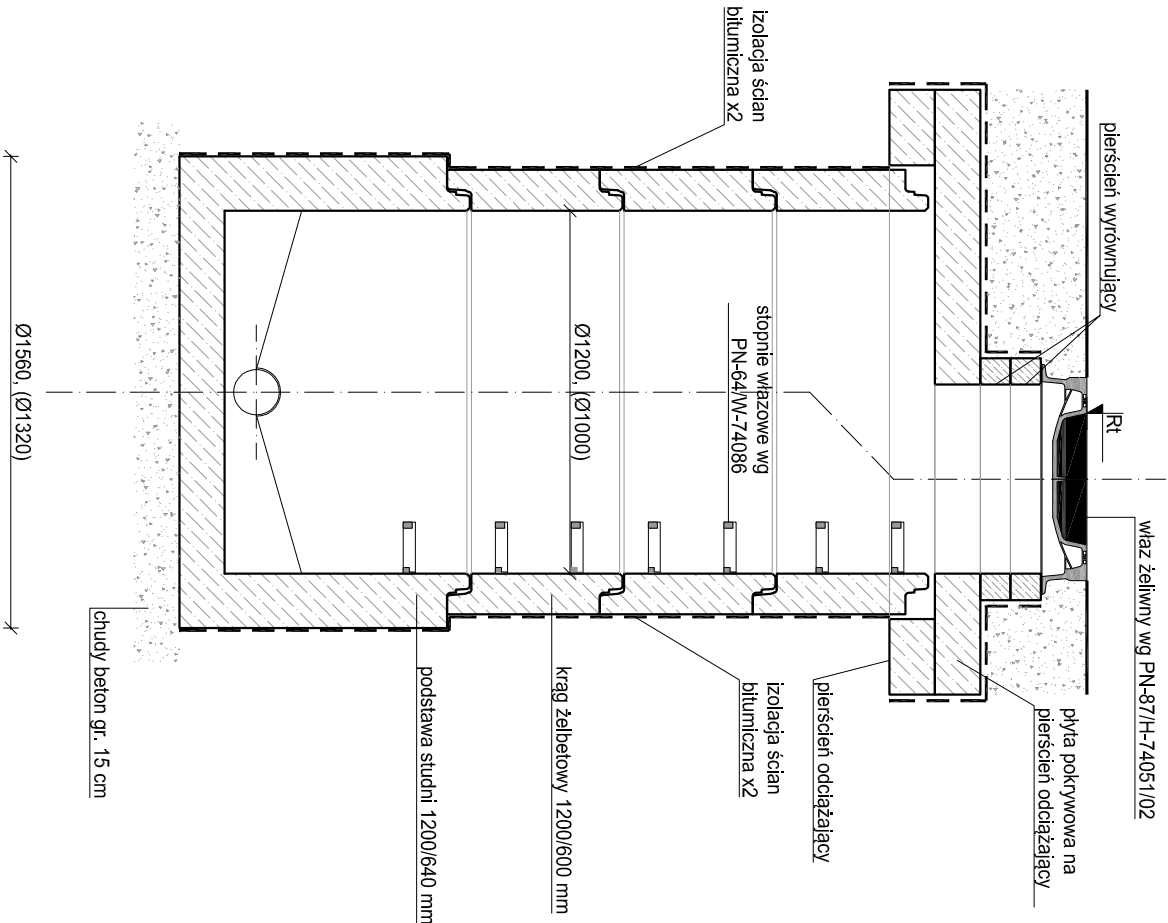 Rt
właz żeliwny wg PN-87/H-74051/02
pierścień wyrównujący
płyta pokrywowa na
pierścień odciążający
pierścień odciążający
izolacja ścian
bitumiczna x2
izolacja ścian
bitumiczna x2
stopnie włazowe wg
PN-64/W-74086
Ø1200, (Ø1000)
krąg żelbetowy 1200/600 mm
podstawa studni 1200/640 mm
chudy beton gr. 15 cm
Ø1560, (Ø1320)